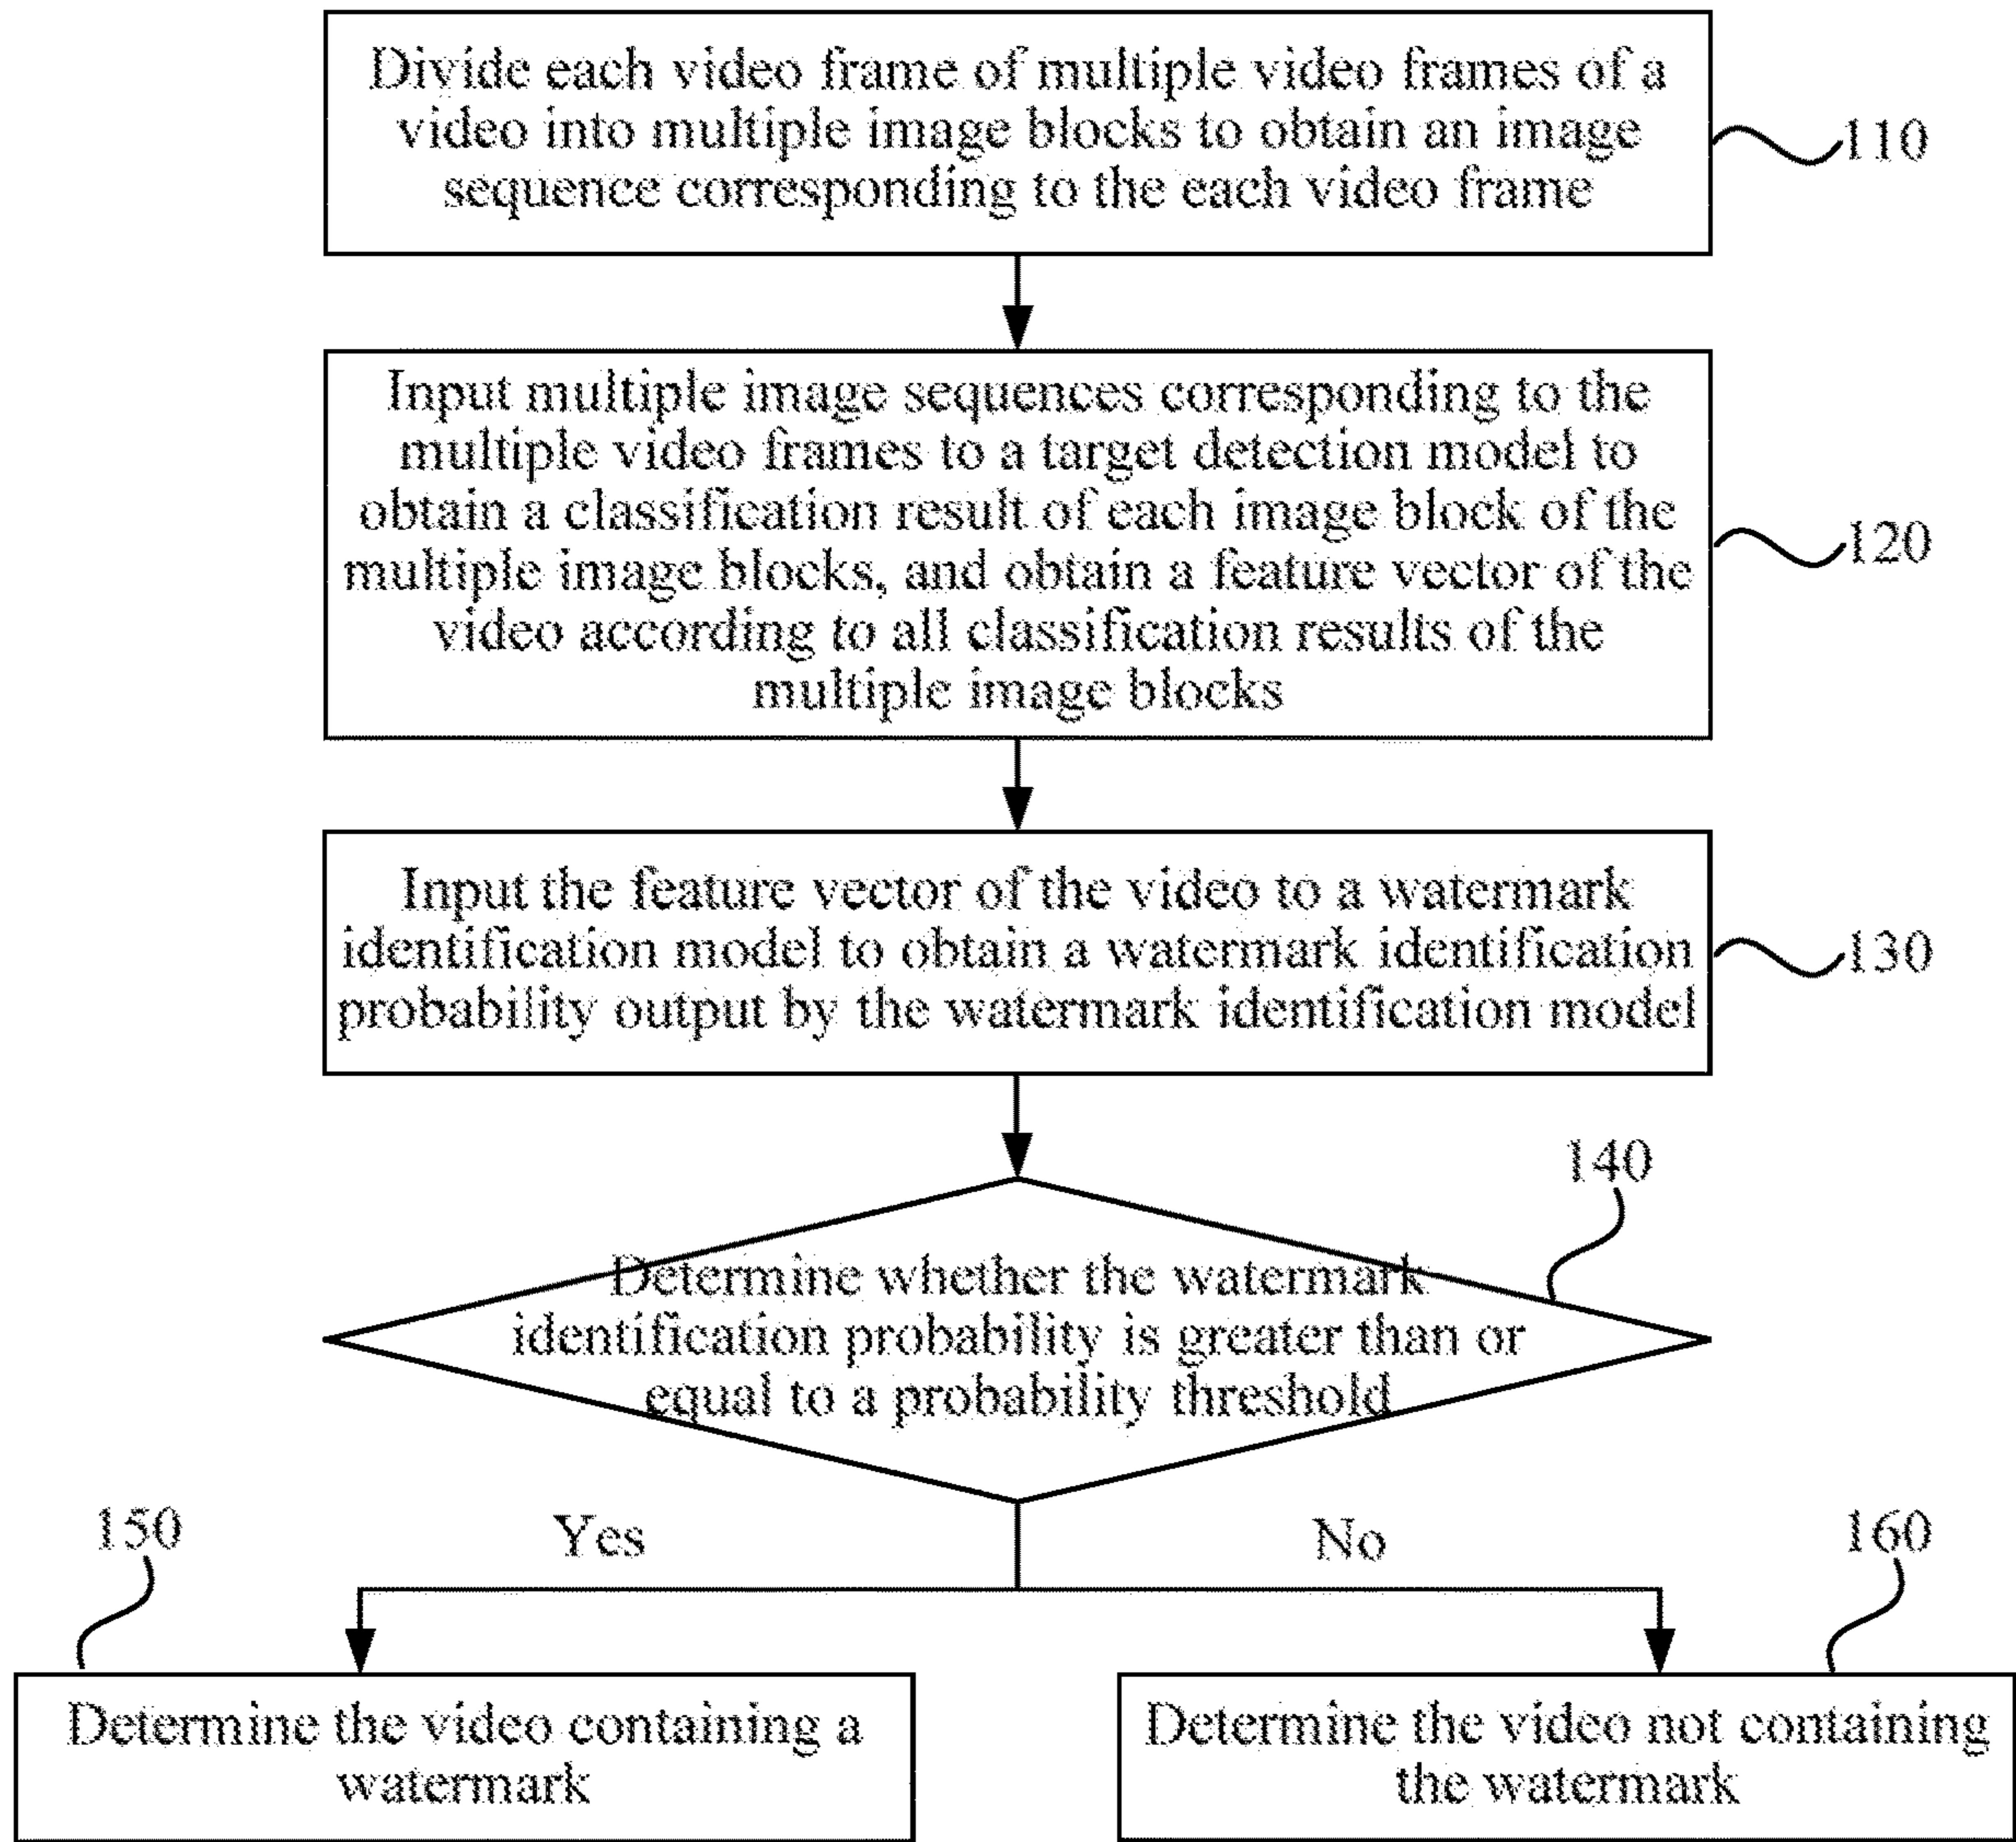 Divide each video frame of multiple video frames of a
video into multiple image blocks to obtain an image
sequence corresponding to the each video frame
110
Input multiple image sequences corresponding to the
multiple video frames to a target detection model to
obtain a classification result of each image block of the
multiple image blocks, and obtain a feature vector of the
video according to all classification results of the
multiple image blocks
120
Input the feature vector of the video to a watermark
identification model to obtain a watermark identification
probability output by the watermark identification model
130
140
Determine whether the watermark
identification probability is greater than or
equal to a probability threshold
Yes
No
150
Determine the video containing a
watermark
160
Determine the video not containing
the watermark